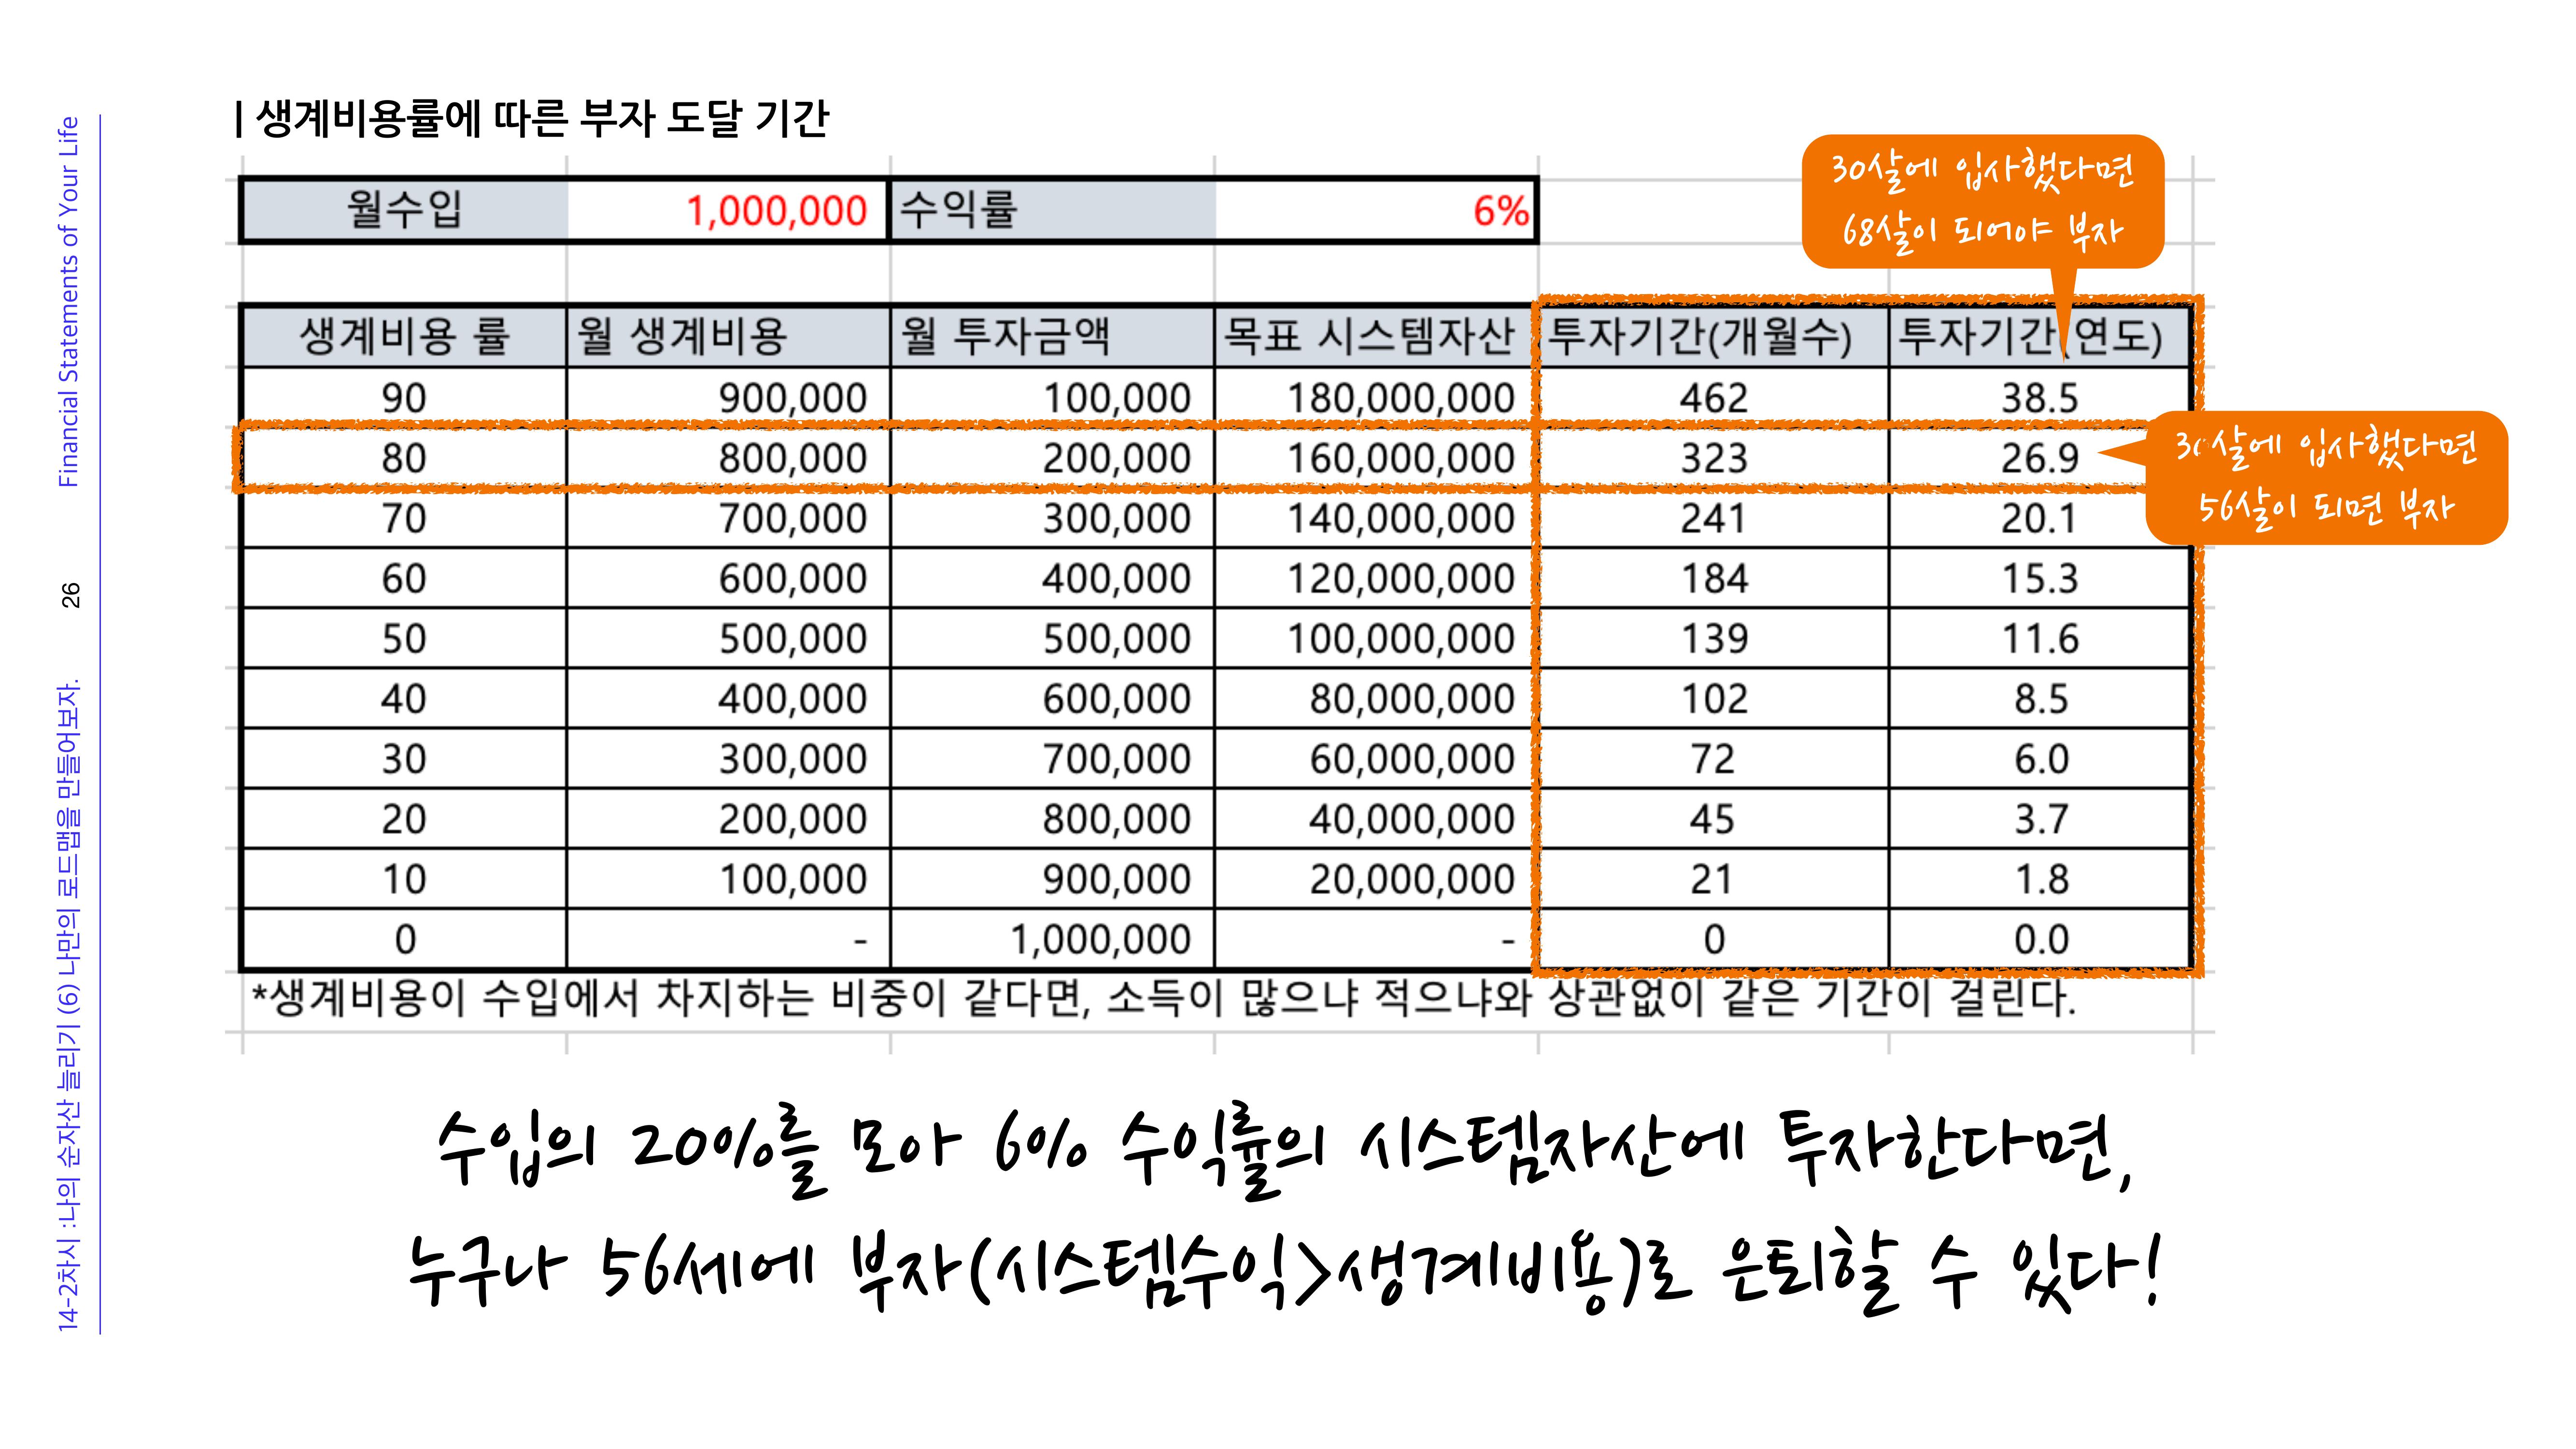 Financial Statements of Your Life
26
14-2차시 :나의 순자산 늘리기 (6) 나만의 로드맵을 만들어보자.
| 생계비용률에 따른 부자 도달 기간
월수입 1,000,000 수익률 6%
30살에 입사했다면
68살이 되어야 부자
생계비용 률 월 생계비용 월 투자금액 목표 시스템자산 투자기간(개월수) 투자기간(연도)
90 900,000 100,000 180,000,000 462 38.5
80 800,000 200,000 160,000,000 323 26.9
30살에 입사했다면
56살이 되면 부자
70 700,000 300,000 140,000,000 241 20.1
60 600,000 400,000 120,000,000 184 15.3
50 500,000 500,000 100,000,000 139 11.6
40 400,000 600,000 80,000,000 102 8.5
30 300,000 700,000 60,000,000 72 6.0
20 200,000 800,000 40,000,000 45 3.7
10 100,000 900,000 20,000,000 21 1.8
0 - 1,000,000 - 0 0.0
*생계비용이 수입에서 차지하는 비중이 같다면, 소득이 많으냐 적으냐와 상관없이 같은 기간이 걸린다.
수입의 20%를 모아 6% 수익률의 시스템자산에 투자한다면,
누구나 56세에 부자(시스템수익>생계비용)로 은퇴할 수 있다!